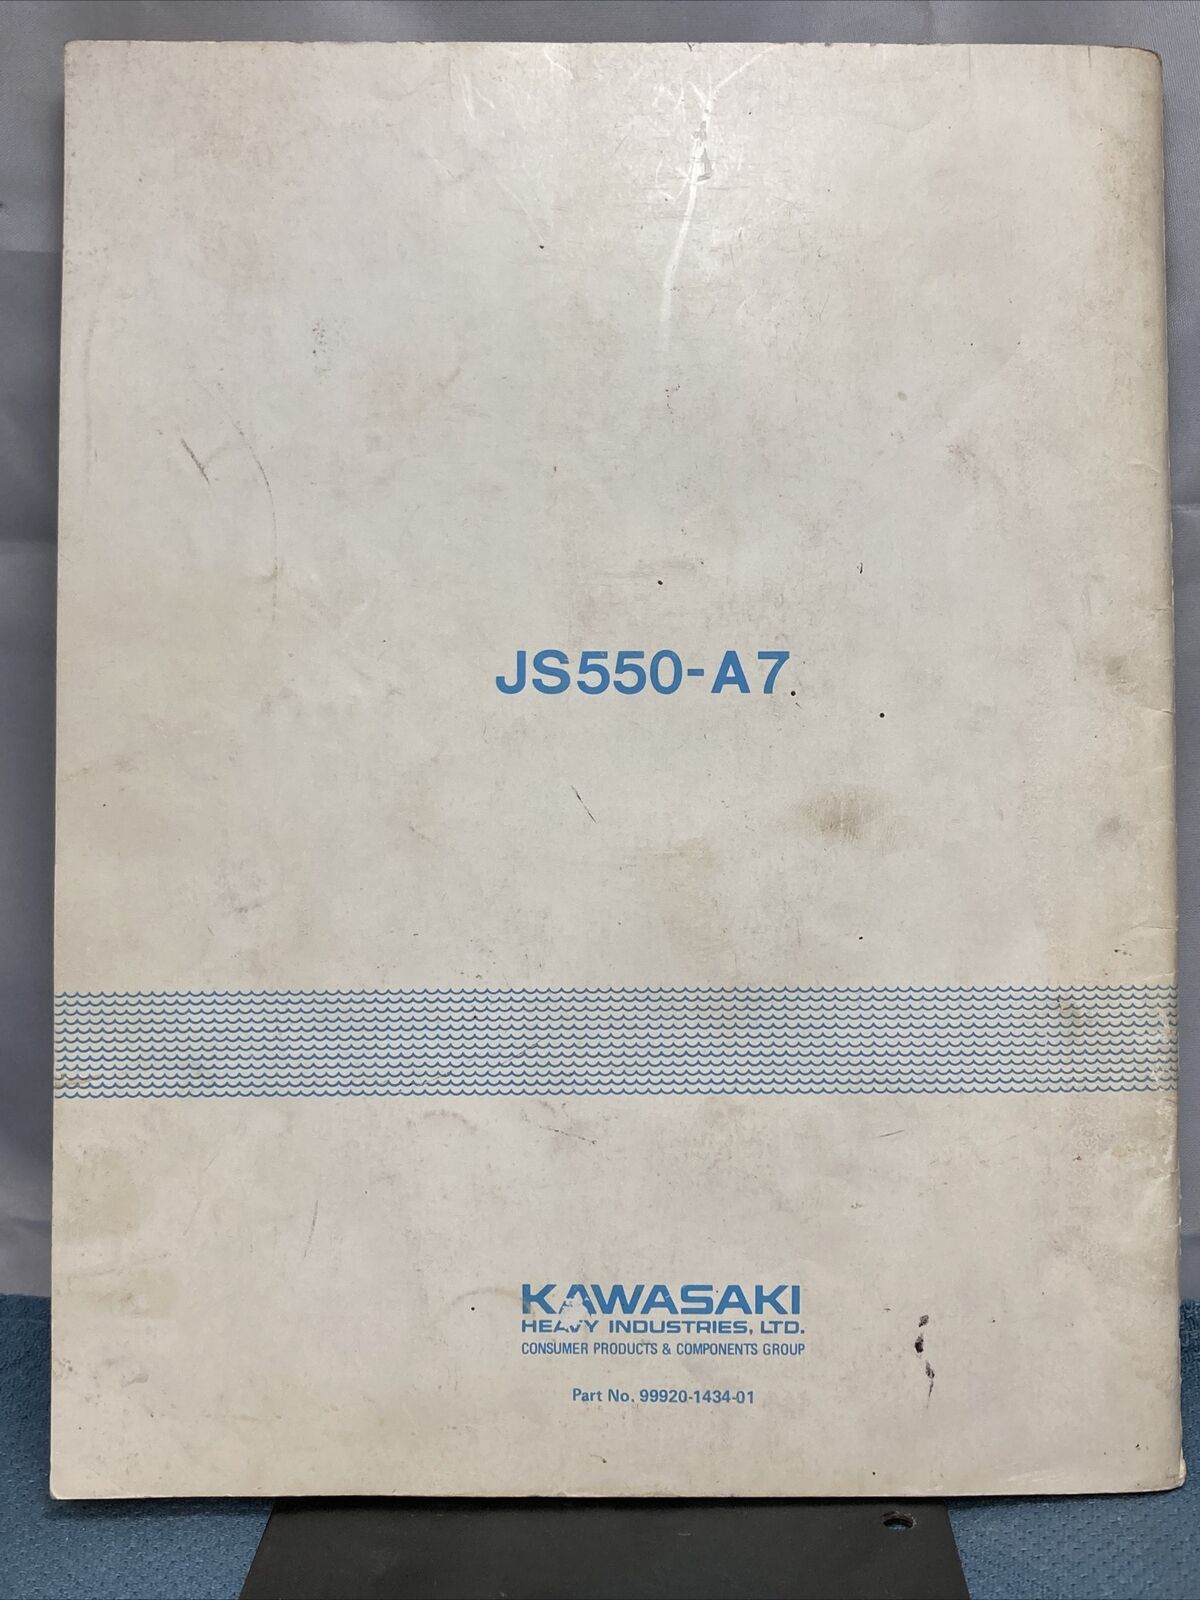 JS550-A7
KAWASAKI
HEAVY INDUSTRIES, LTD.
CONSUMER PRODUCTS & COMPONENTS GROUP
Part No. 99920-1434-01